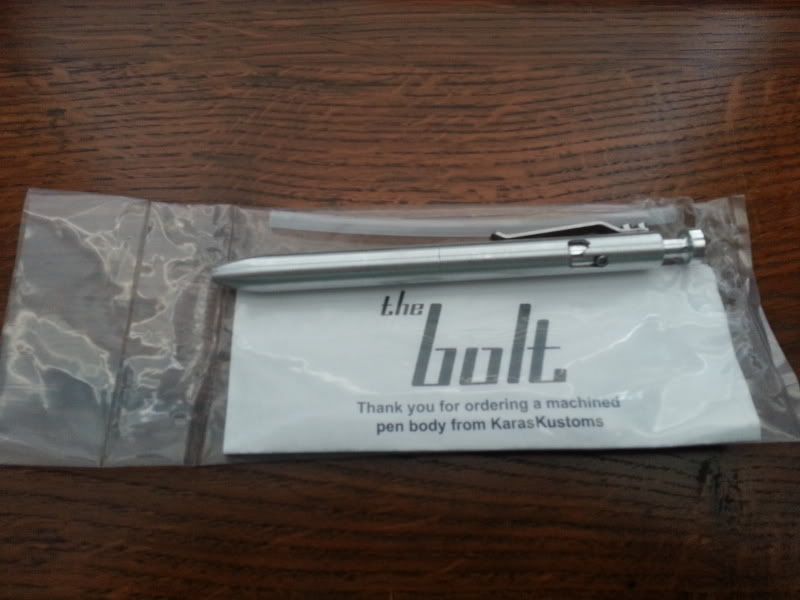 the
bolt.
Thank you for ordering a machined
pen body from KarasKustoms